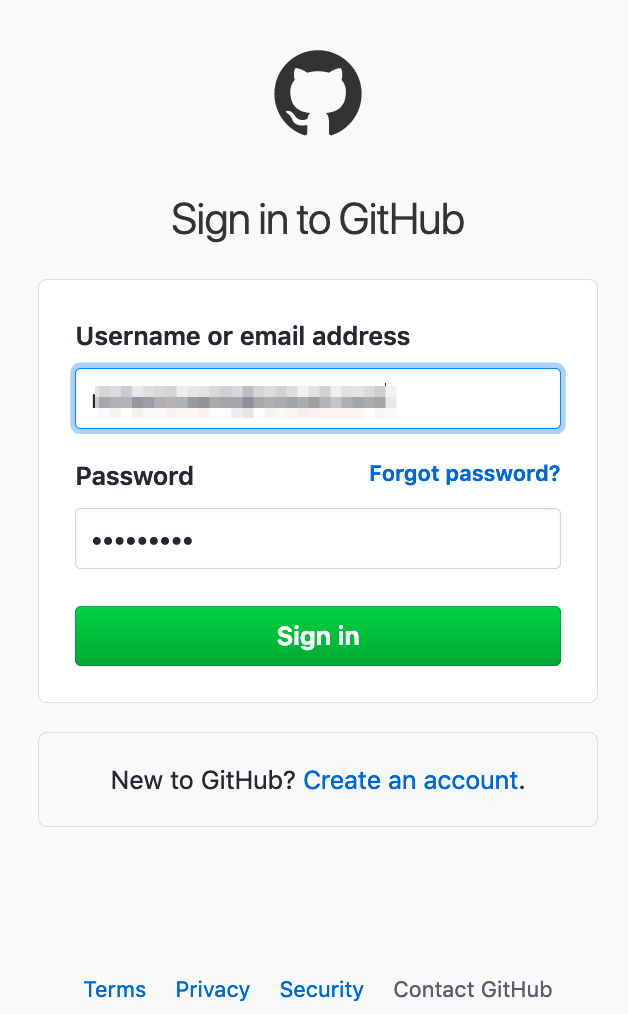 Sign in to GitHub
Username or email address
Password Forgot password?
•••••••••
Sign in
New to GitHub? Create an account.
Terms Privacy Security Contact GitHub